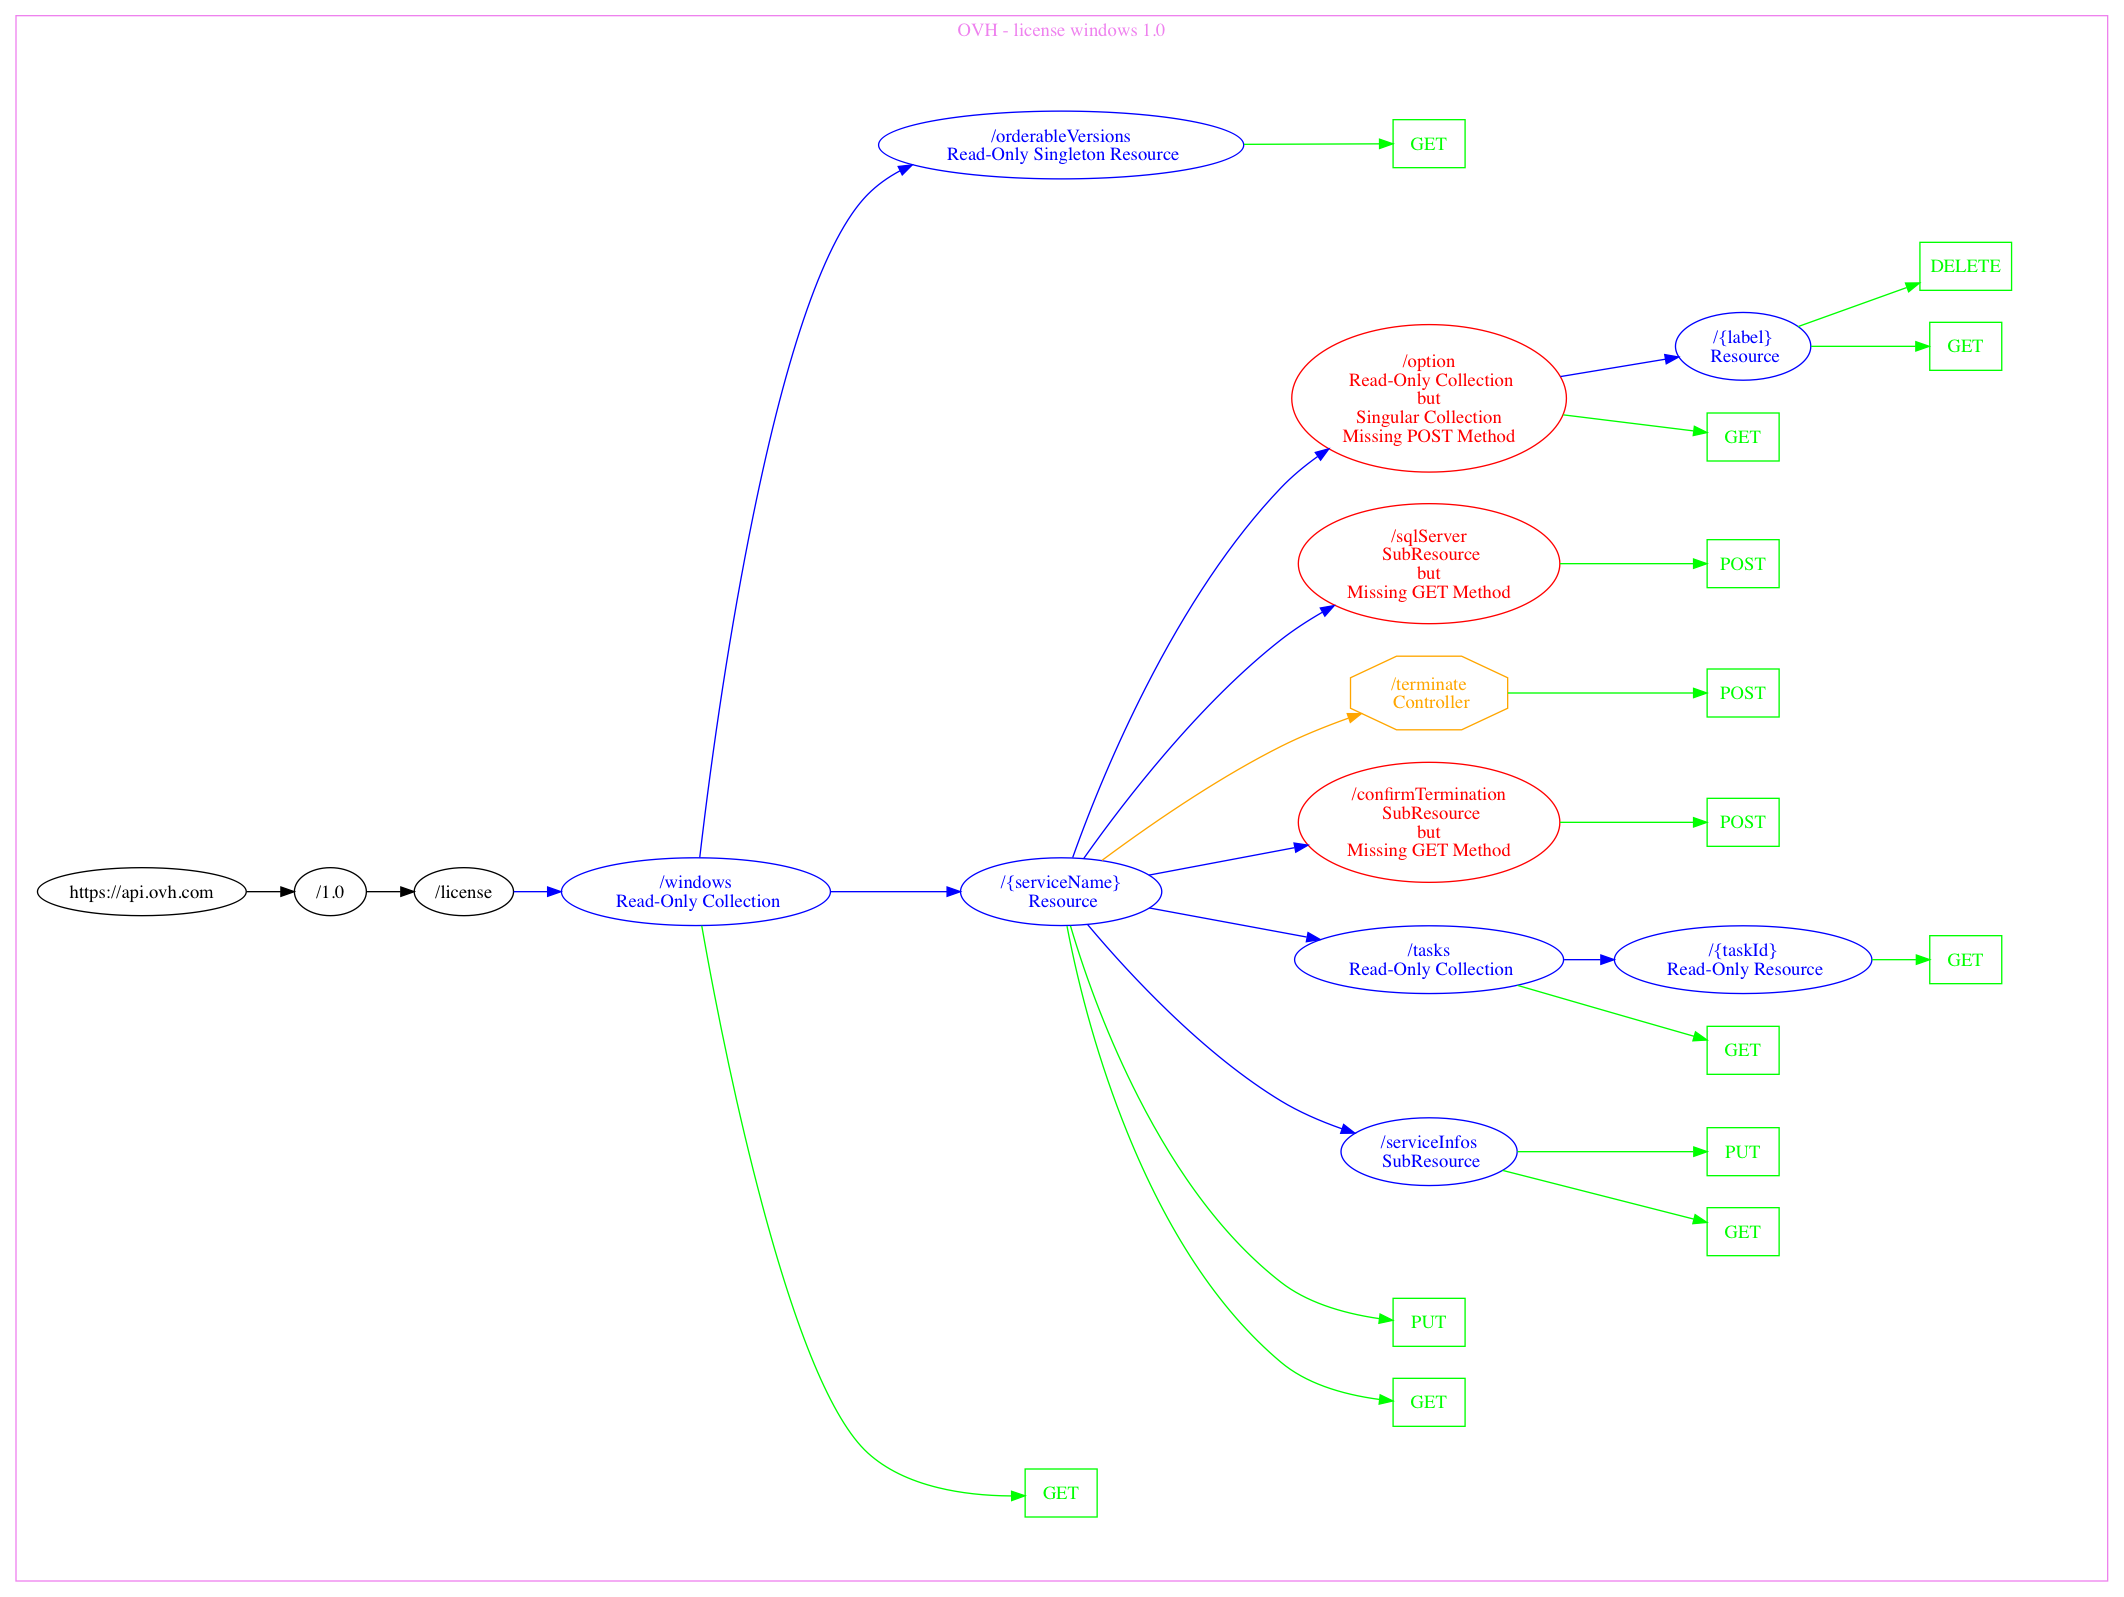 OVH - license windows 1.0
/orderableVersions
Read-Only Singleton Resource
GET
DELETE
/{label}
Resource
GET
/option
Read-Only Collection
but
Singular Collection
Missing POST Method
GET
/sqlServer
SubResource
but
Missing GET Method
POST
/terminate
Controller
POST
/confirmTermination
SubResource
but
Missing GET Method
POST
https://api.ovh.com
/1.0
/license
/windows
Read-Only Collection
/{serviceName}
Resource
/tasks
Read-Only Collection
/{taskId}
Read-Only Resource
GET
GET
/serviceInfos
SubResource
PUT
GET
PUT
GET
GET